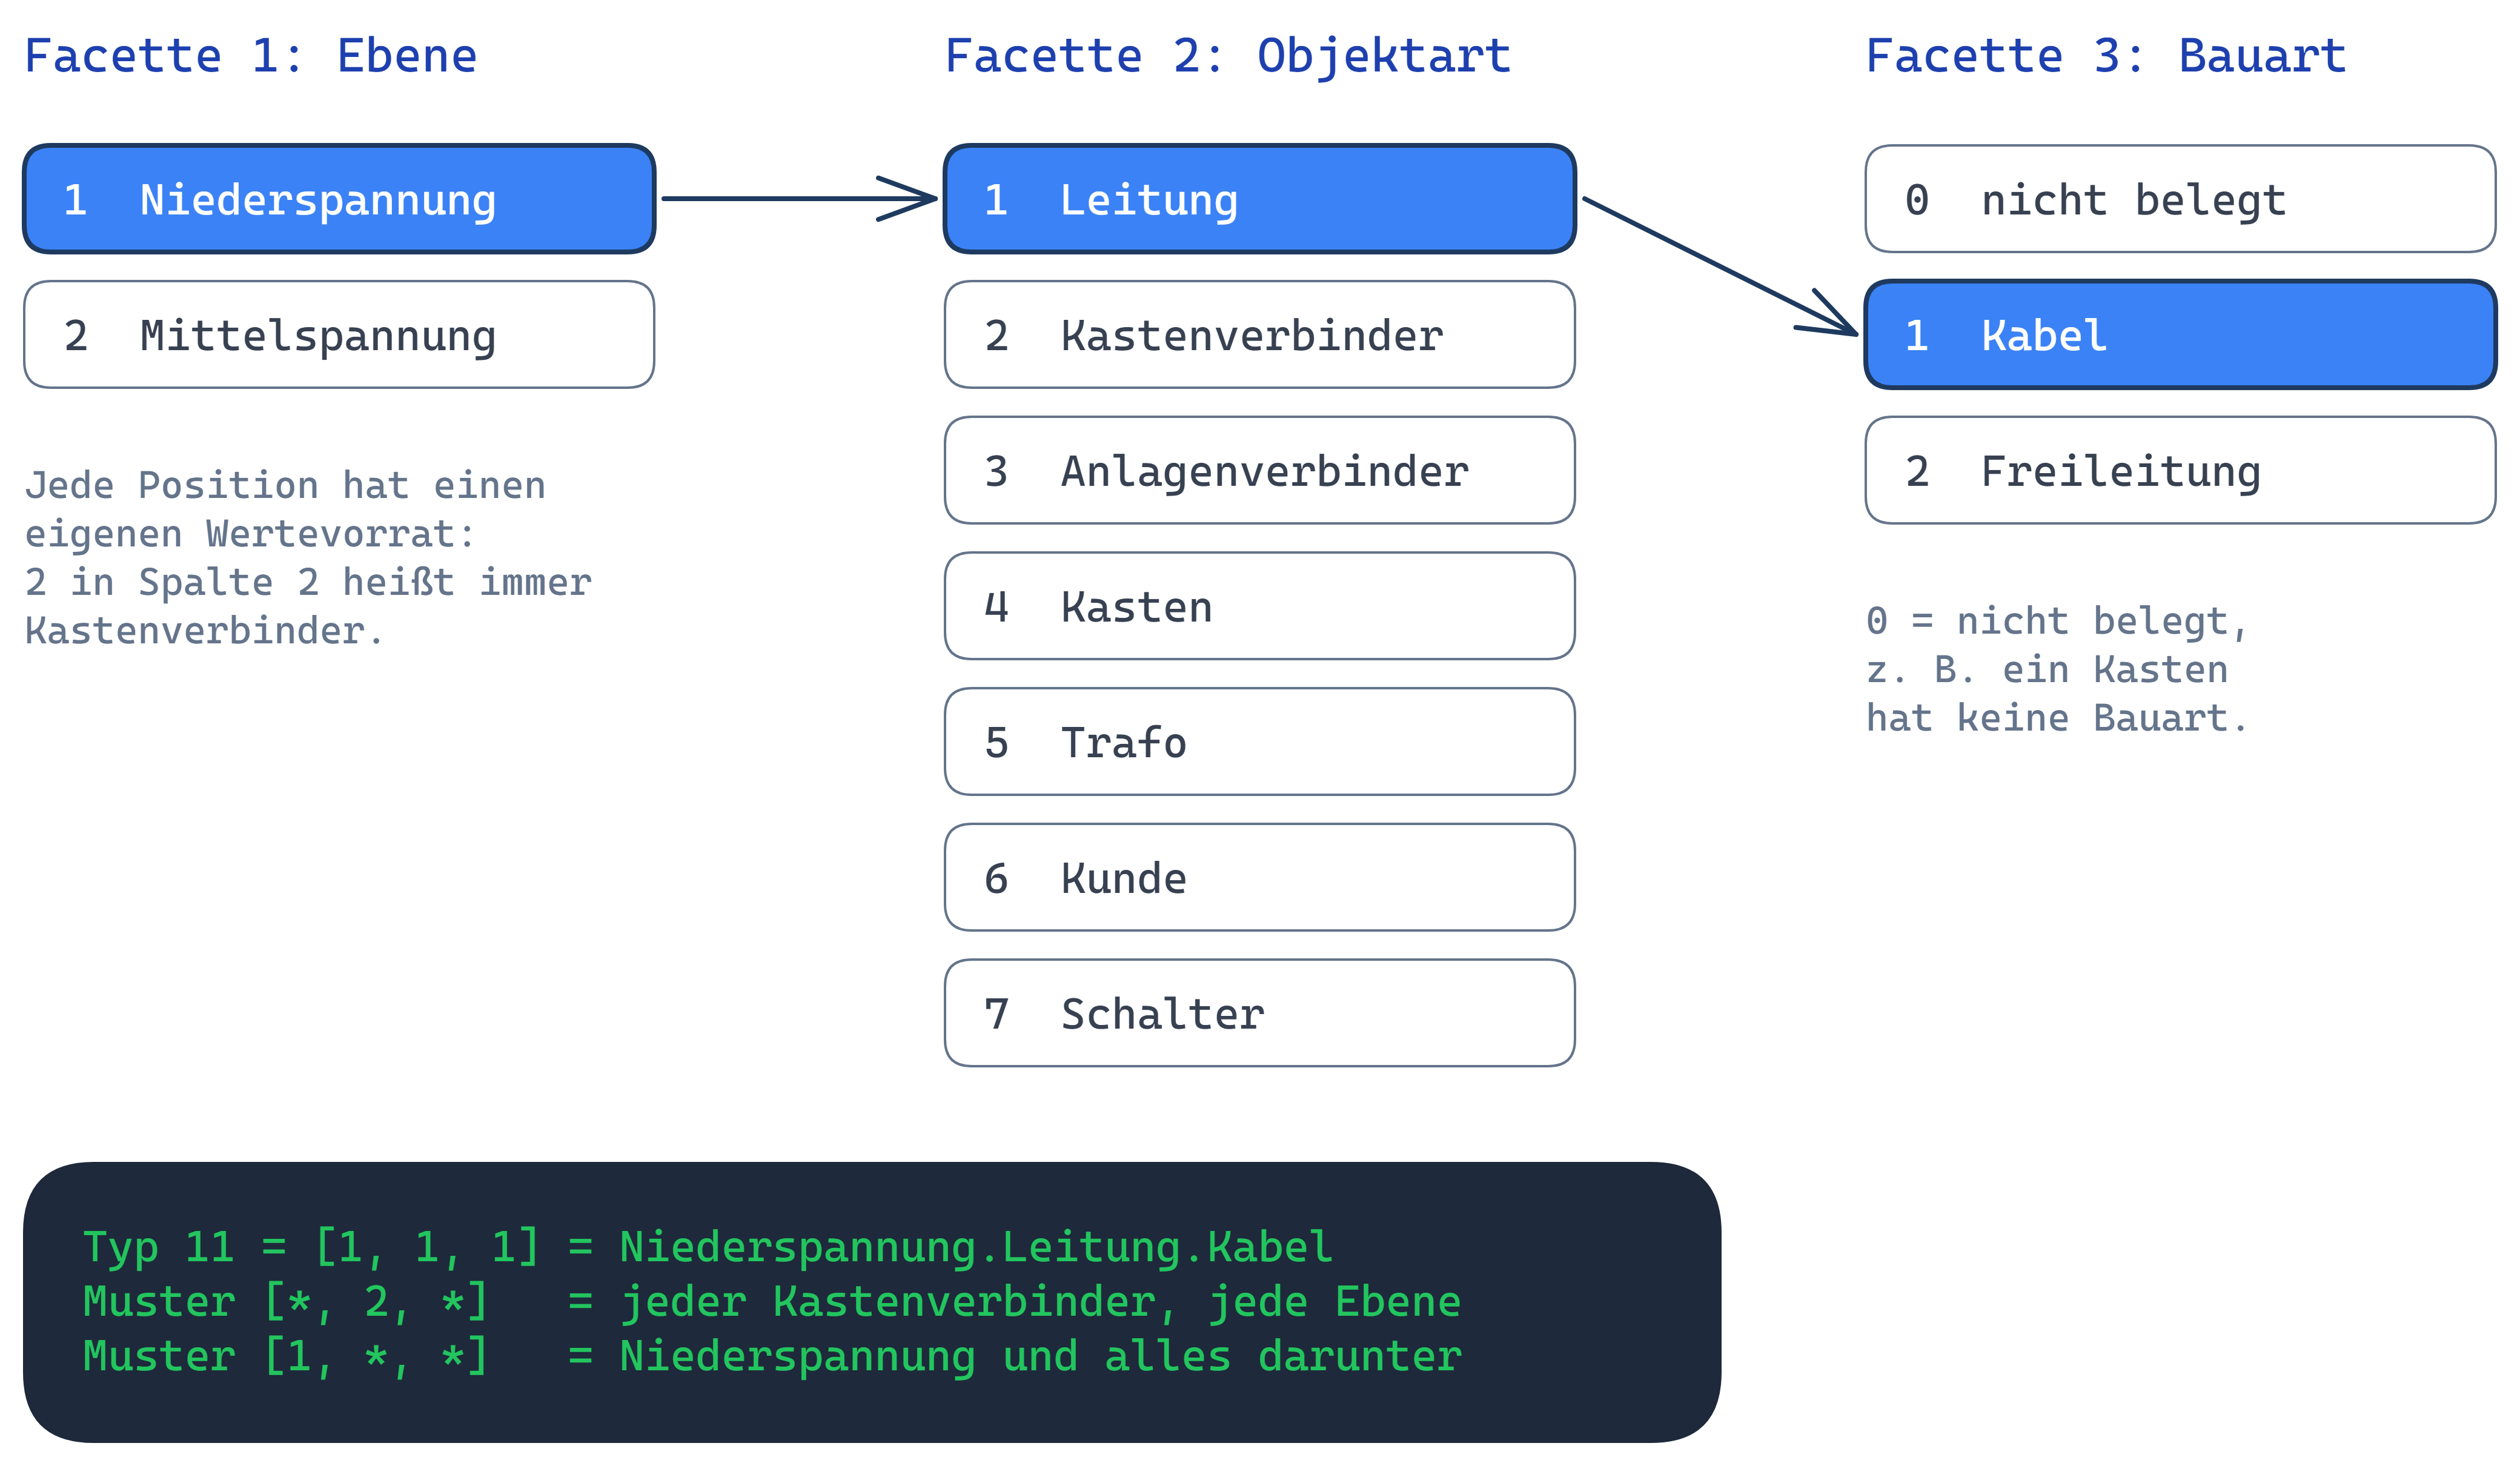 Facette 1: Ebene
1 Niederspannung
2 Mittelspannung
Jede Position hat einen
eigenen Wertevorrat:
2 in Spalte 2 heißt immer
Kastenverbinder.
Facette 2: Objektart
1 Leitung
2 Kastenverbinder
3 Anlagenverbinder
4 Kasten
5 Trafo
6 Kunde
7 Schalter
Facette 3: Bauart
0 nicht belegt
1 Kabel
2 Freileitung
0 = nicht belegt,
z. B. ein Kasten
hat keine Bauart.
Typ 11 = [1, 1, 1] = Niederspannung.Leitung.Kabel
Muster [*, 2, *] = jeder Kastenverbinder, jede Ebene
Muster [1, *, *] = Niederspannung und alles darunter